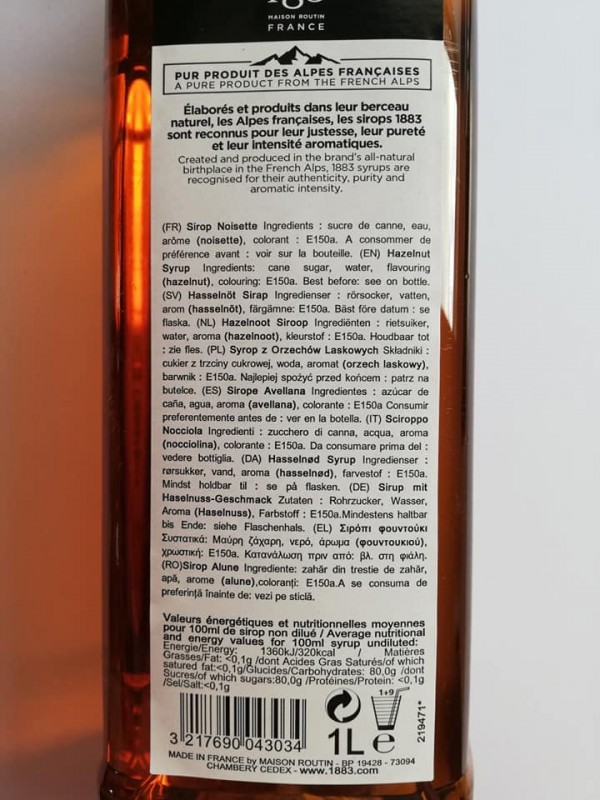 MAISON ROUTIN
FRANCE
PUR PRODUIT DES ALPES FRANÇAISES
A PURE PRODUCT FROM THE FRENCH ALPS
Élaborés et produits dans leur berceau
naturel, les Alpes françaises, les sirops 1883
sont reconnus pour leur justesse, leur pureté
et leur intensité aromatiques.
Created and produced in the brand's all-natural
birthplace in the French Alps, 1883 syrups are
recognised for their authenticity, purity and
aromatic intensity.
(FR) Sirop Noisette Ingredients : sucre de canne, eau,
arôme (noisette), colorant : E150a. A consommer de
préférence avant : voir sur la bouteille. (EN) Hazelnut
Syrup Ingredients: cane sugar, water, flavouring
(hazelnut), colouring: E150a. Best before: see on bottle.
(SV) Hasselnöt Sirap Ingredienser : rörsocker, vatten,
arom (hasselnöt), färgämne: E150a. Bäst före datum : se
flaska. (NL) Hazelnoot Siroop Ingrediënten : rietsuiker,
water, aroma (hazelnoot), kleurstof : E150a. Houdbaar tot
: zie fles. (PL) Syrop z Orzechów Laskowych Składniki :
cukier z trzciny cukrowej, woda, aromat (orzech laskowy),
barwnik : E150a. Najlepiej spożyć przed końcem : patrz na
butelce. (ES) Sirope Avellana Ingredientes : azúcar de
caña, agua, aroma (avellana), colorante : E150a Consumir
preferentemente antes de : ver en la botella. (IT) Sciroppo
Nocciola Ingredienti : zucchero di canna, acqua, aroma
(nocciolina), colorante : E150a. Da consumare prima del :
vedere bottiglia. (DA) Hasselnød Syrup Ingredienser :
rørsukker, vand, aroma (hasselnød), farvestof : E150a.
Mindst holdbar til : se på flasken. (DE) Sirup mit
Haselnuss-Geschmack Zutaten : Rohrzucker, Wasser,
Aroma (Haselnuss), Farbstoff : E150a.Mindestens haltbar
bis Ende: siehe Flaschenhals. (EL) Σιρόπι φουντούκι
Συστατικά: Μαύρη ζάχαρη, νερό, άρωμα (φουντουκιού),
χρωστική: E150a. Κατανάλωση πριν από: βλ. στη φιάλη.
(RO)Sirop Alune Ingrediente: zahăr din trestie de zahăr,
apă, arome (alune),coloranți: E150a.A se consuma de
preferință înainte de: vezi pe sticlă.
Valeurs énergétiques et nutritionnelles moyennes
pour 100ml de sirop non dilué / Average nutritional
and energy values for 100ml syrup undiluted:
Energie/Energy: 1360kJ/320kcal / Matières
Grasses/Fat: <0,1g /dont Acides Gras Saturés/of which
satured fat:<0,1g/Glucides/Carbohydrates: 80,0g /dont
Sucres/of which sugars:80,0g /Protéines/Protein: <0,1g
/Sel/Salt:<0,1g
1+9
219471*
3 217690 043034
1L ℮
MADE IN FRANCE by MAISON ROUTIN - BP 19428 - 73094
CHAMBERY CEDEX - www.1883.com